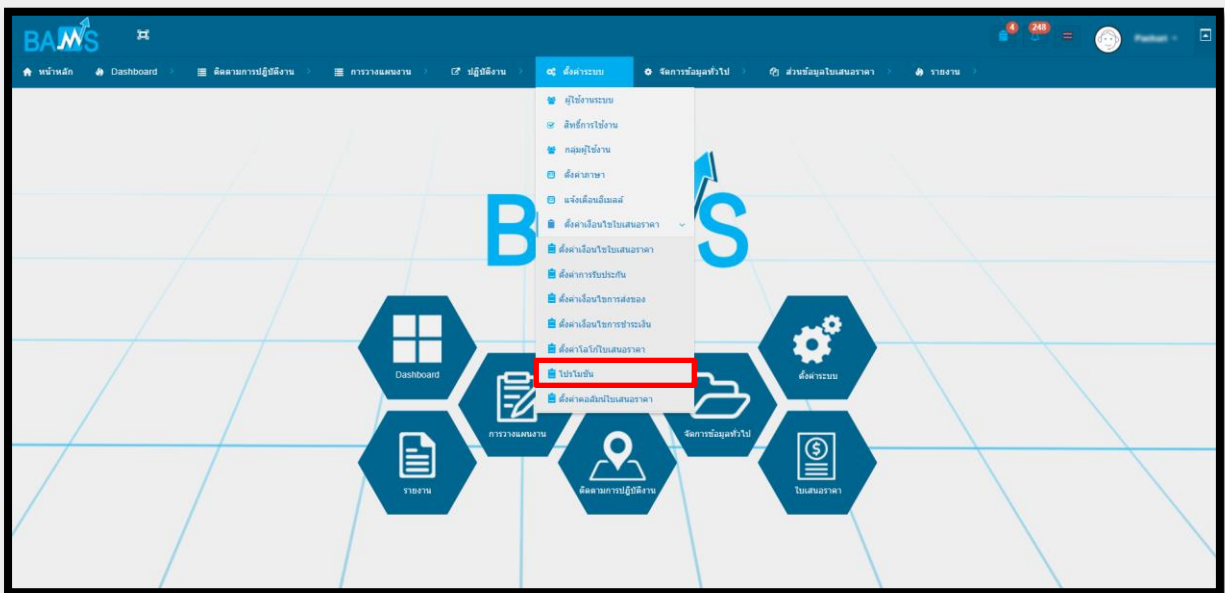 BAMS
4
248
หน้าหลัก
Dashboard
ติดตามการปฏิบัติงาน
การวางแผนงาน
ปฏิบัติงาน
ตั้งค่าระบบ
จัดการข้อมูลทั่วไป
ส่วนข้อมูลใบเสนอราคา
รายงาน
ผู้ใช้งานระบบ
สิทธิ์การใช้งาน
กลุ่มผู้ใช้งาน
ตั้งค่าภาษา
แจ้งเตือนอีเมลล์
ตั้งค่าเงื่อนไขใบเสนอราคา
ตั้งค่าเงื่อนไขใบเสนอราคา
ตั้งค่าการรับประกัน
ตั้งค่าเงื่อนไขการส่งของ
ตั้งค่าเงื่อนไขการชำระเงิน
ตั้งค่าโลโก้ใบเสนอราคา
โปรโมชั่น
ตั้งค่าคอลัมน์ใบเสนอราคา
B S
Dashboard
ตั้งค่าระบบ
การวางแผนงาน
จัดการข้อมูลทั่วไป
รายงาน
ติดตามการปฏิบัติงาน
ใบเสนอราคา